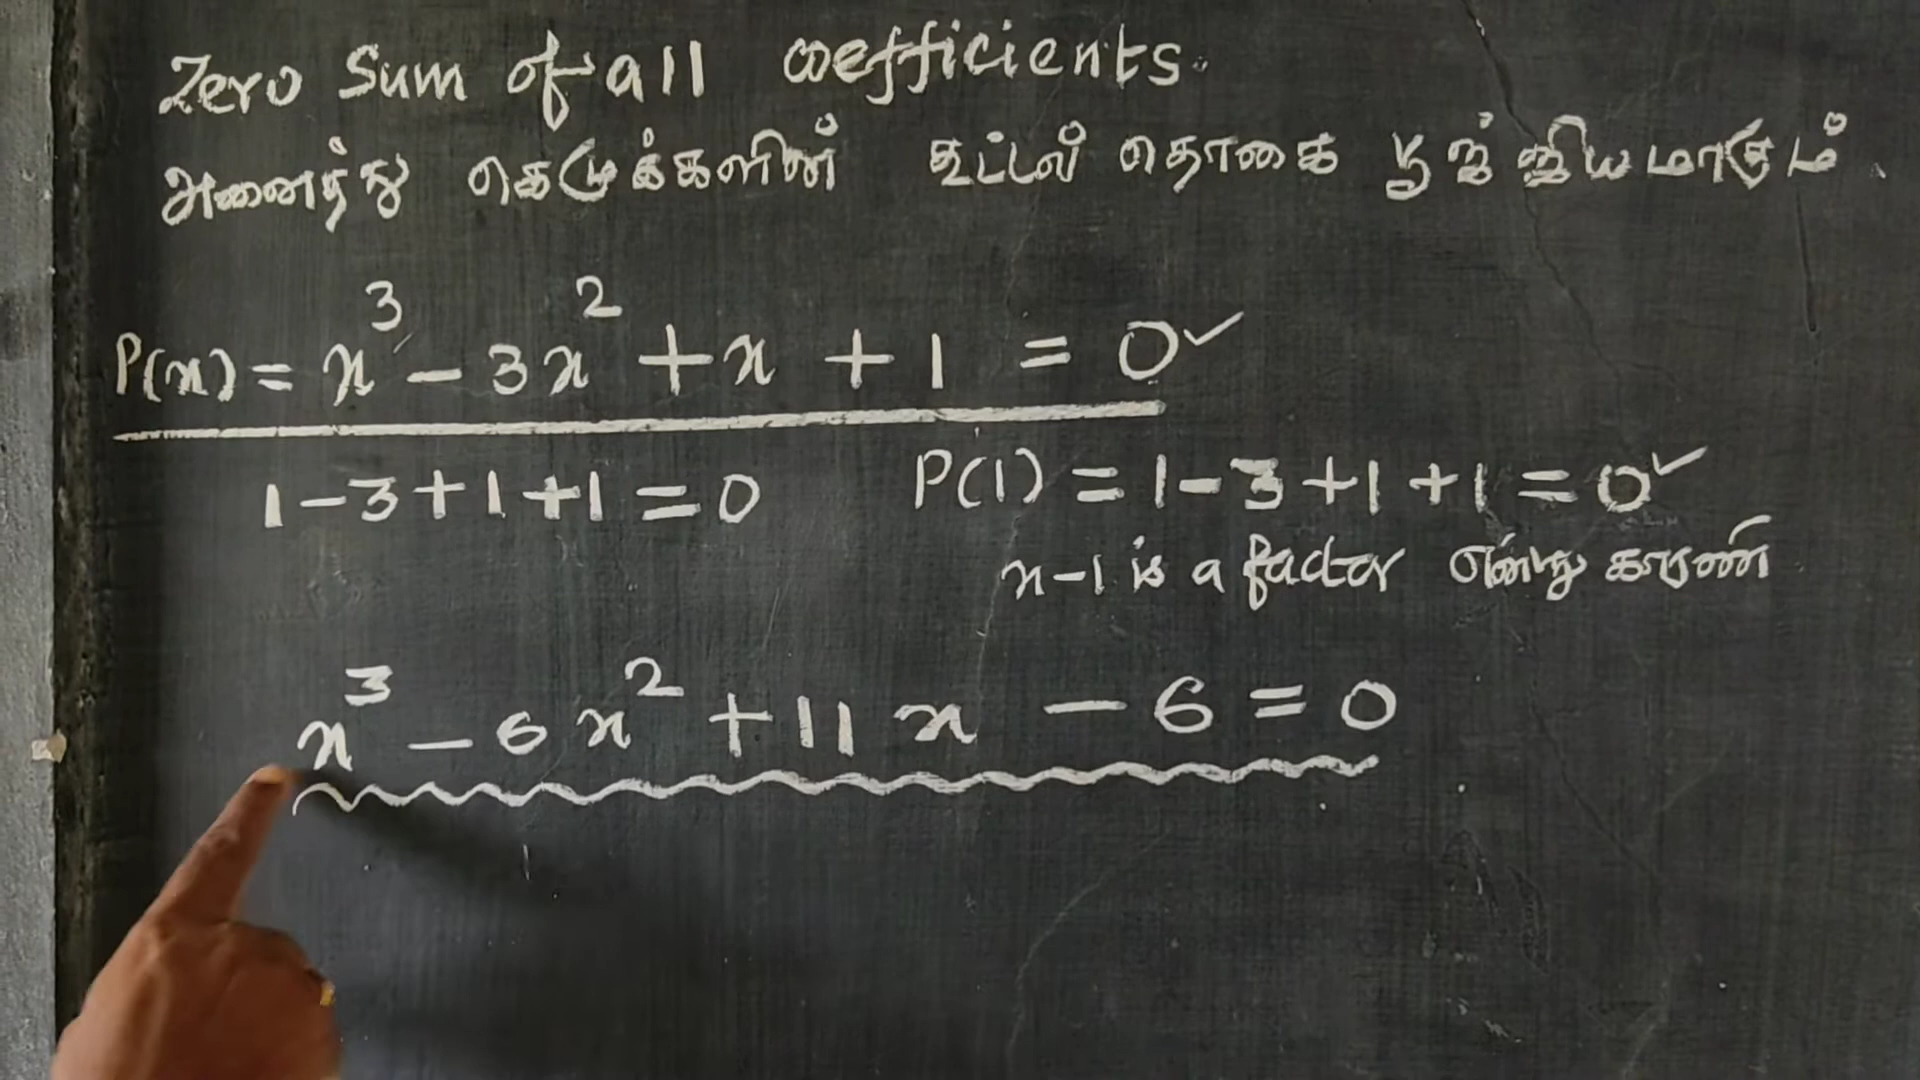 Zero Sum of all coefficients.
அனைத்து கெழுக்களின் கூட்டல் தொகை பூஜ்ஜியமாகும்.
P(x) = x³ - 3x² + x + 1 = 0 ✓
1 - 3 + 1 + 1 = 0
P(1) = 1 - 3 + 1 + 1 = 0 ✓
x - 1 is a factor என்பது காரணி
x³ - 6x² + 11x - 6 = 0